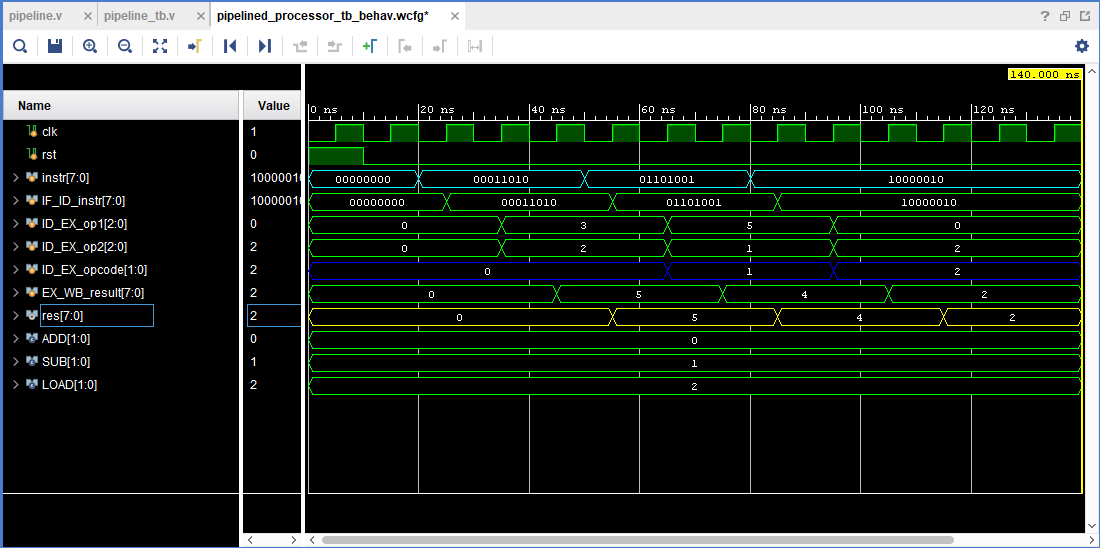 pipeline.v pipeline_tb.v pipelined_processor_tb_behav.wcfg*
140.000 ns
Name Value 0 ns 20 ns 40 ns 60 ns 80 ns 100 ns 120 ns
clk 1
rst 0
instr[7:0] 10000010 00000000 00011010 01101001 10000010
IF_ID_instr[7:0] 10000010 00000000 00011010 01101001 10000010
ID_EX_op1[2:0] 0 0 3 5 0
ID_EX_op2[2:0] 2 0 2 1 2
ID_EX_opcode[1:0] 2 0 1 2
EX_WB_result[7:0] 2 0 5 4 2
res[7:0] 2 0 5 4 2
ADD[1:0] 0 0
SUB[1:0] 1 1
LOAD[1:0] 2 2